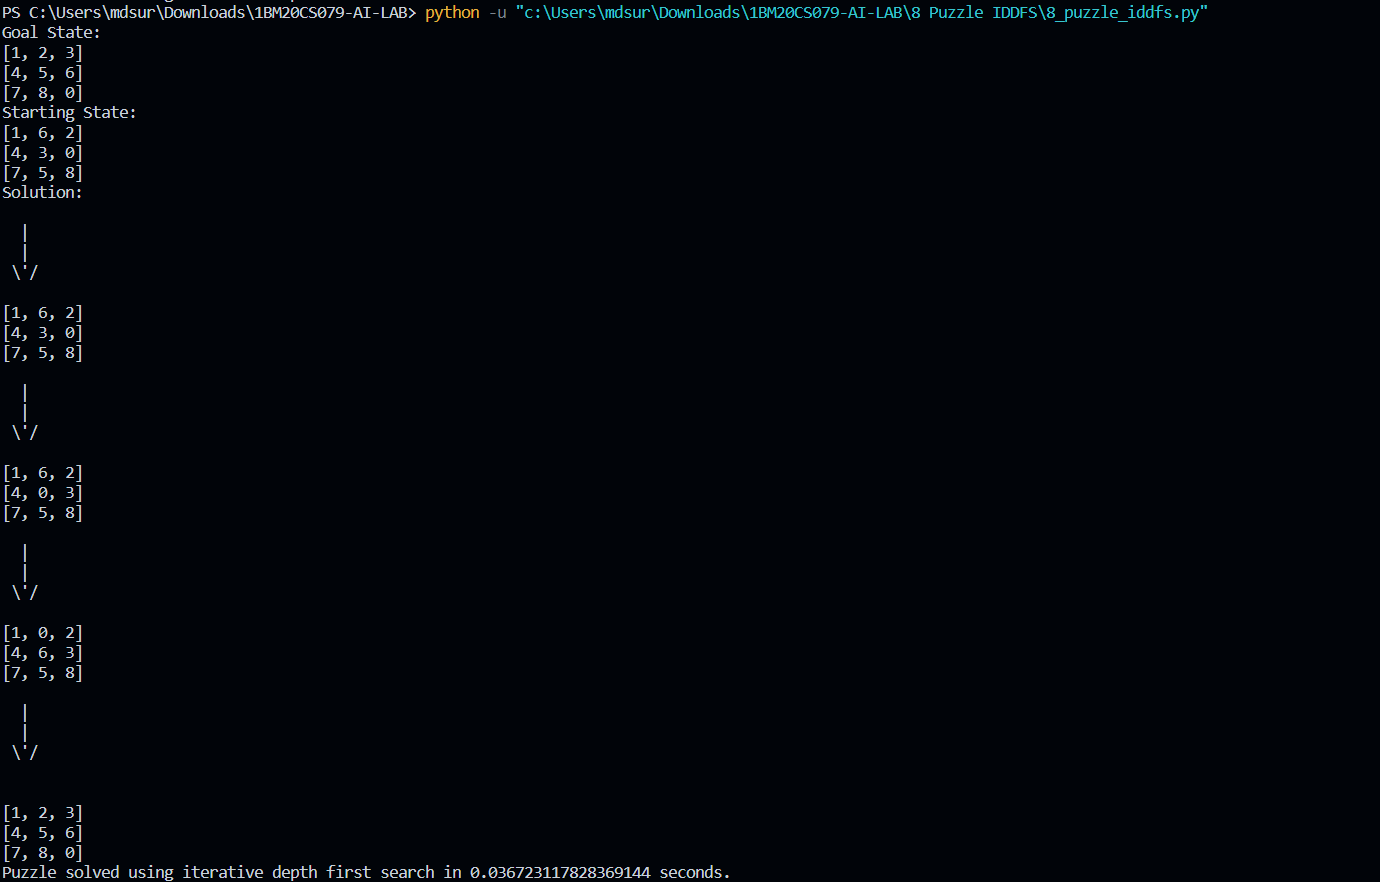 PS C:\Users\mdsur\Downloads\1BM20CS079-AI-LAB> python -u "c:\Users\mdsur\Downloads\1BM20CS079-AI-LAB\8 Puzzle IDDFS\8_puzzle_iddfs.py"
Goal State:
[1, 2, 3]
[4, 5, 6]
[7, 8, 0]
Starting State:
[1, 6, 2]
[4, 3, 0]
[7, 5, 8]
Solution:
  |
  |
 \'/
[1, 6, 2]
[4, 3, 0]
[7, 5, 8]
  |
  |
 \'/
[1, 6, 2]
[4, 0, 3]
[7, 5, 8]
  |
  |
 \'/
[1, 0, 2]
[4, 6, 3]
[7, 5, 8]
  |
  |
 \'/
[1, 2, 3]
[4, 5, 6]
[7, 8, 0]
Puzzle solved using iterative depth first search in 0.036723117828369144 seconds.